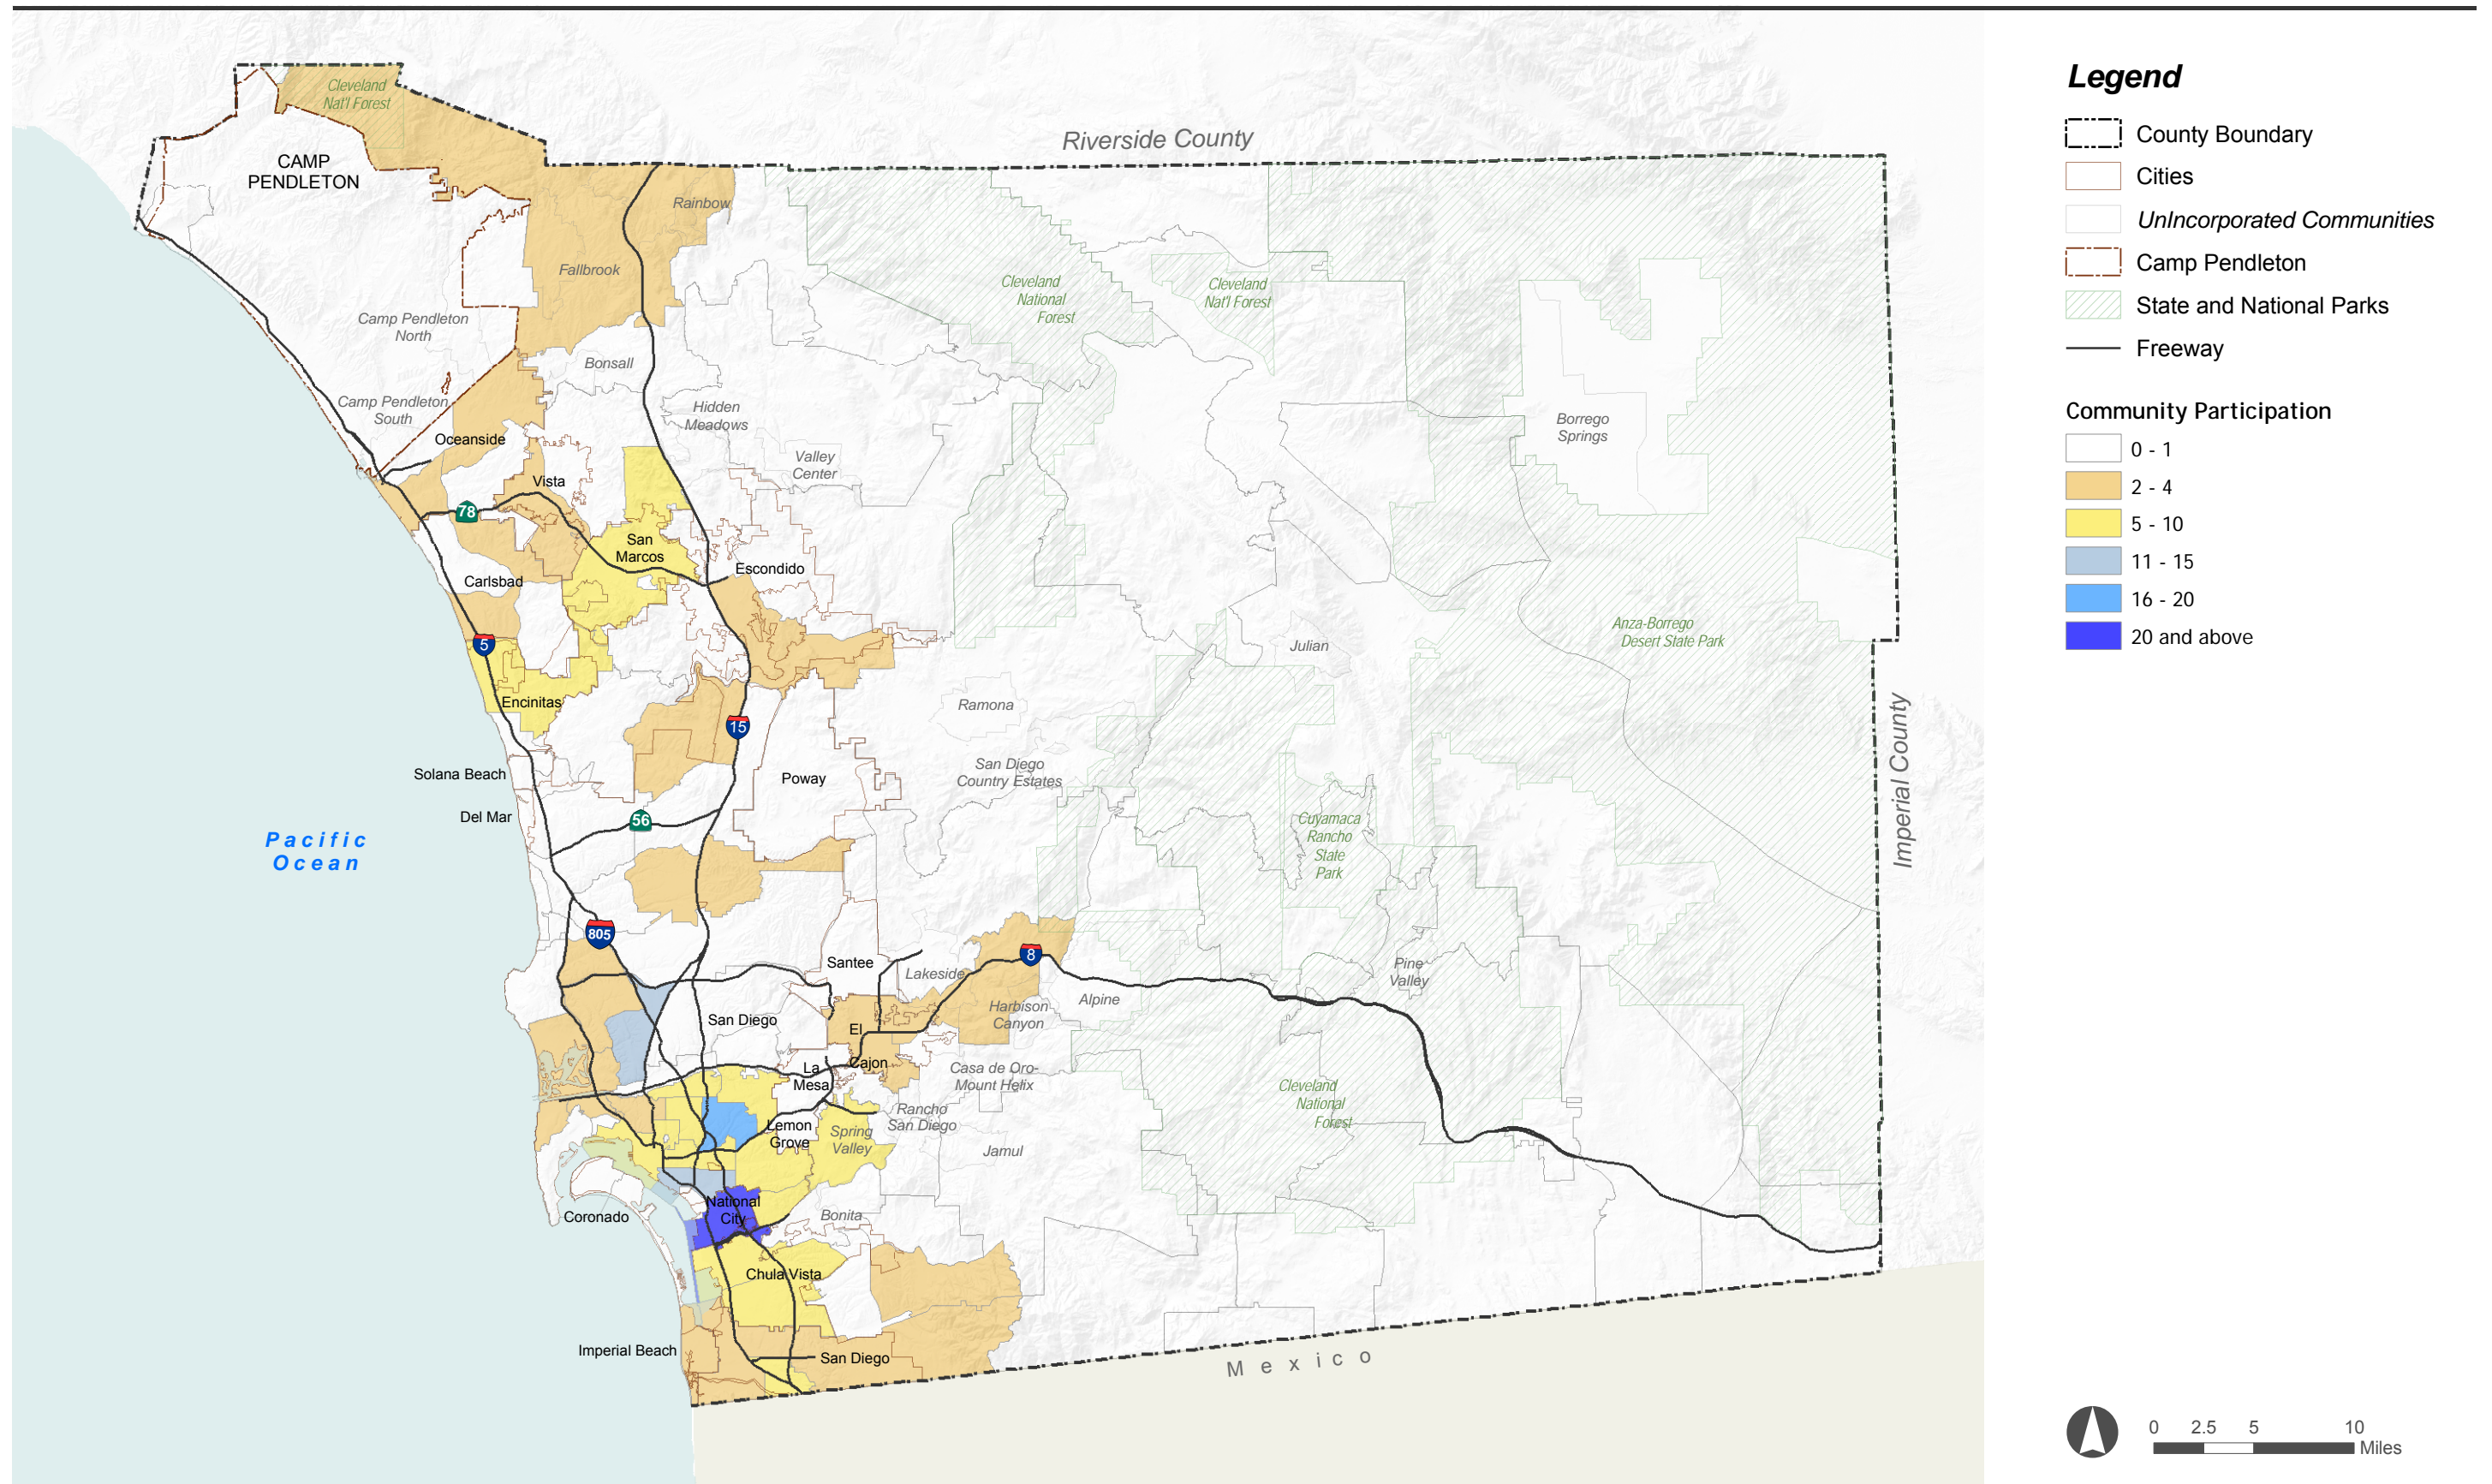 Riverside County
Cleveland
Nat'l Forest
CAMP
PENDLETON
Rainbow
Fallbrook
Cleveland
National
Forest
Cleveland
Nat'l Forest
Camp Pendleton
North
Bonsall
Camp Pendleton
South
Hidden
Meadows
Borrego
Springs
Oceanside
Valley
Center
Vista
78
San
Marcos
Escondido
Carlsbad
5
Anza-Borrego
Desert State Park
Julian
Encinitas
15
Ramona
Imperial County
Solana Beach
Poway
San Diego
Country Estates
Del Mar
56
Pacific
Ocean
Cuyamaca
Rancho
State
Park
805
Santee
Lakeside
8
Pine
Valley
Harbison
Canyon
Alpine
San Diego
El
Cajon
La
Mesa
Casa de Oro-
Mount Helix
Cleveland
National
Forest
Rancho
San Diego
Lemon
Grove
Spring
Valley
Jamul
National
City
Coronado
Bonita
Chula Vista
Imperial Beach
San Diego
Mexico
Legend
County Boundary
Cities
UnIncorporated Communities
Camp Pendleton
State and National Parks
Freeway
Community Participation
0 - 1
2 - 4
5 - 10
11 - 15
16 - 20
20 and above
0 2.5 5 10
Miles